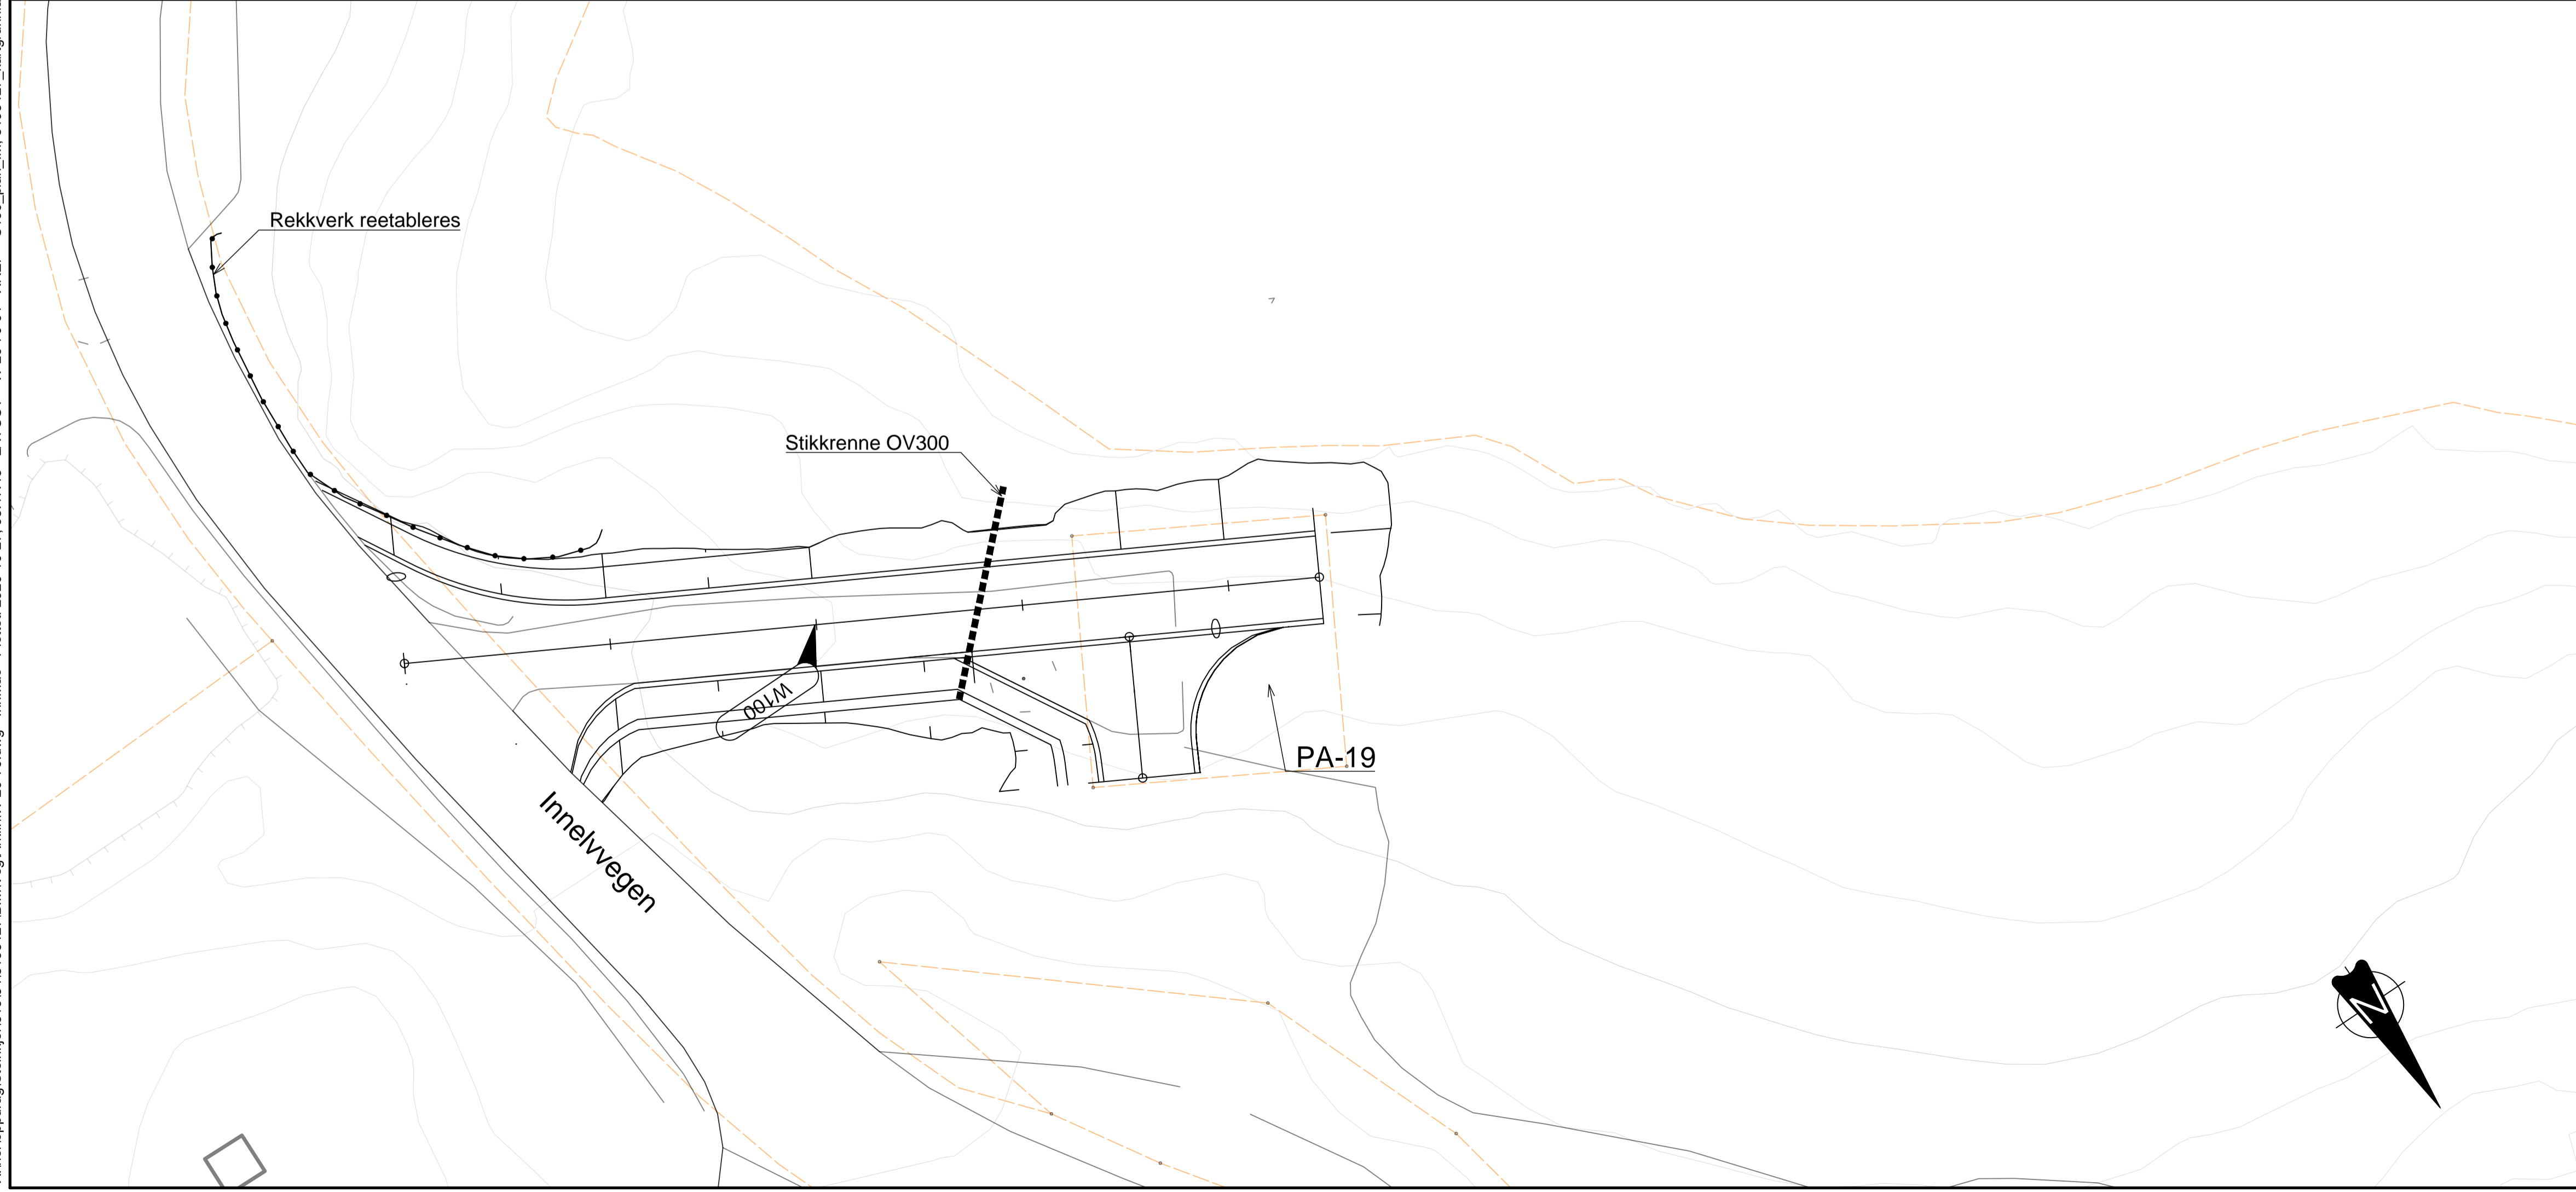 Rekkverk reetableres
Stikkrenne OV300
W100
PA-19
Innelvvegen
N